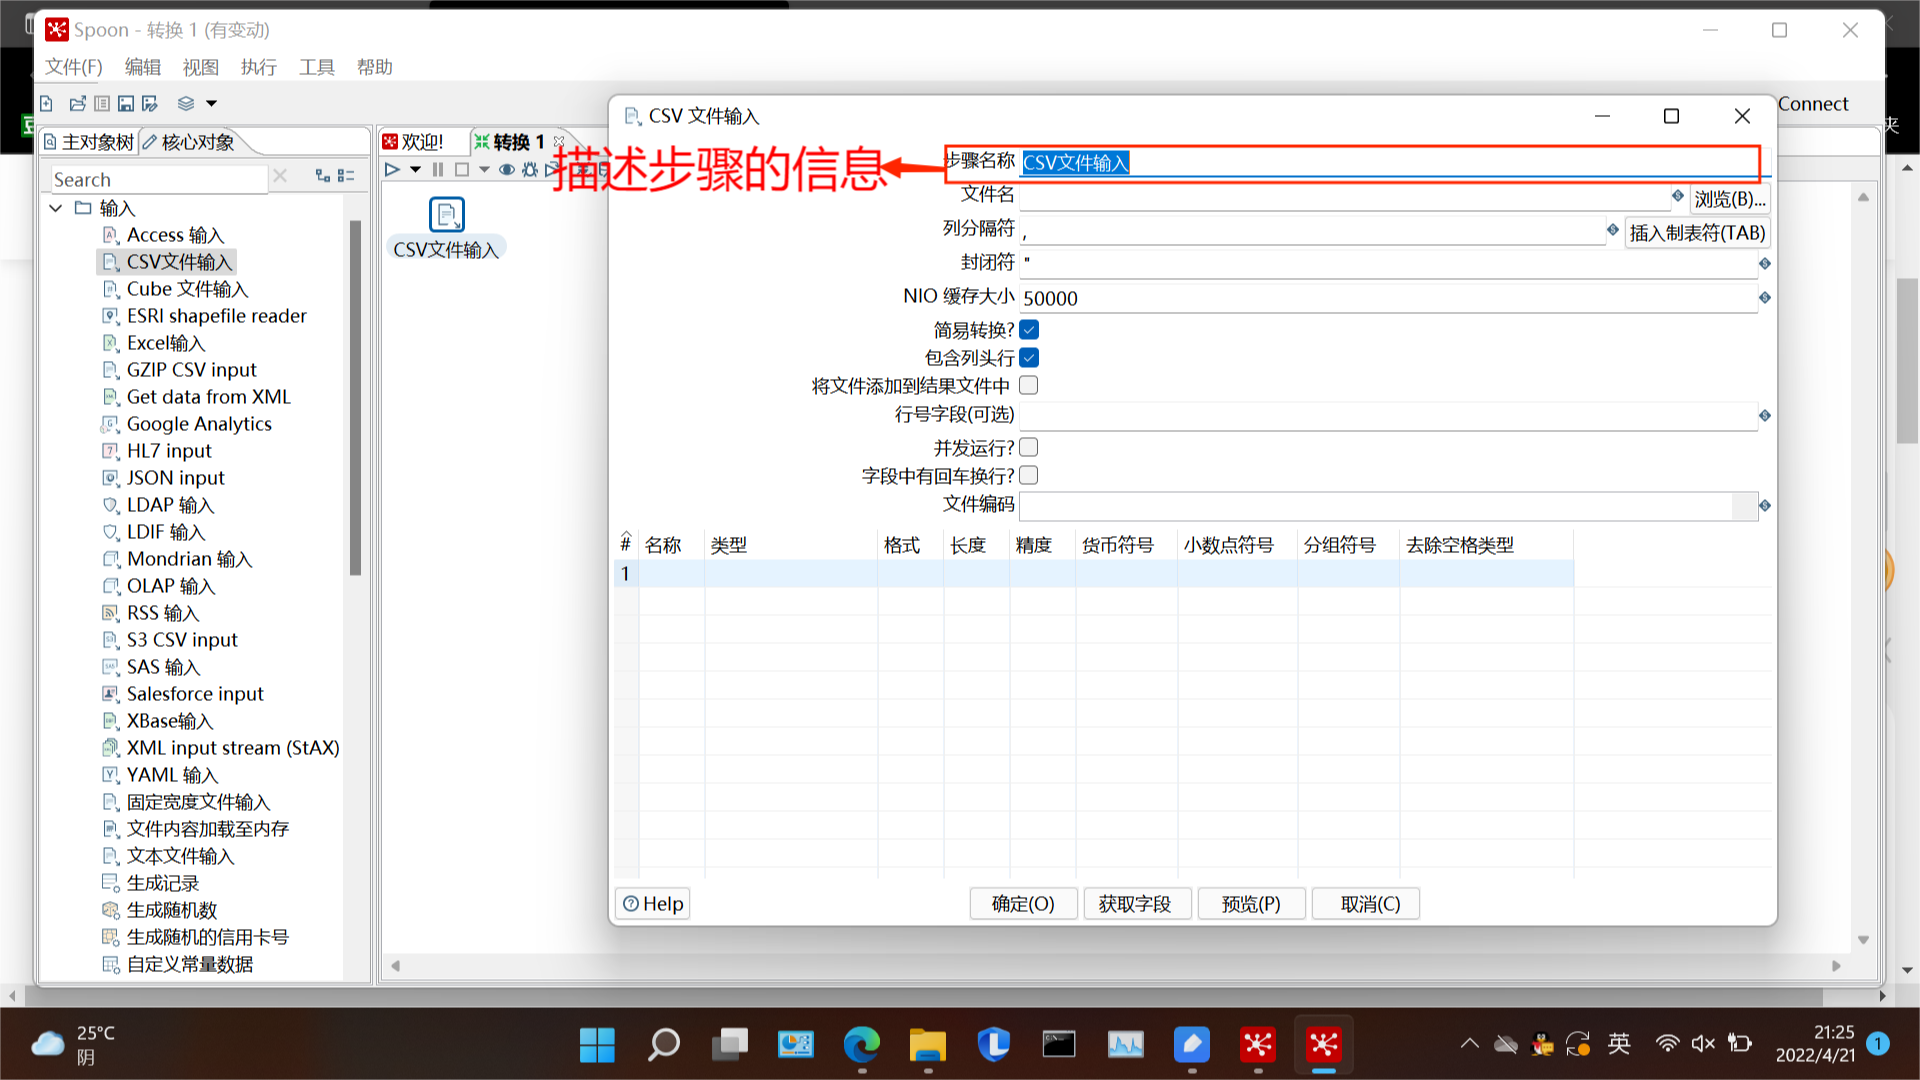 Spoon - 转换 1 (有变动)
文件(F) 编辑 视图 执行 工具 帮助
Connect
夹
主对象树 核心对象
欢迎! 转换 1
Search
输入
Access 输入
CSV文件输入
Cube 文件输入
ESRI shapefile reader
Excel输入
GZIP CSV input
Get data from XML
Google Analytics
HL7 input
JSON input
LDAP 输入
LDIF 输入
Mondrian 输入
OLAP 输入
RSS 输入
S3 CSV input
SAS 输入
Salesforce input
XBase输入
XML input stream (StAX)
YAML 输入
固定宽度文件输入
文件内容加载至内存
文本文件输入
生成记录
生成随机数
生成随机的信用卡号
自定义常量数据
CSV文件输入
描述步骤的信息
CSV 文件输入
步骤名称 CSV文件输入
文件名 浏览(B)...
列分隔符 , 插入制表符(TAB)
封闭符 "
NIO 缓存大小 50000
简易转换?
包含列头行
将文件添加到结果文件中
行号字段(可选)
并发运行?
字段中有回车换行?
文件编码
# 名称 类型 格式 长度 精度 货币符号 小数点符号 分组符号 去除空格类型
1
Help 确定(O) 获取字段 预览(P) 取消(C)
25°C
阴
英
21:25
2022/4/21
1